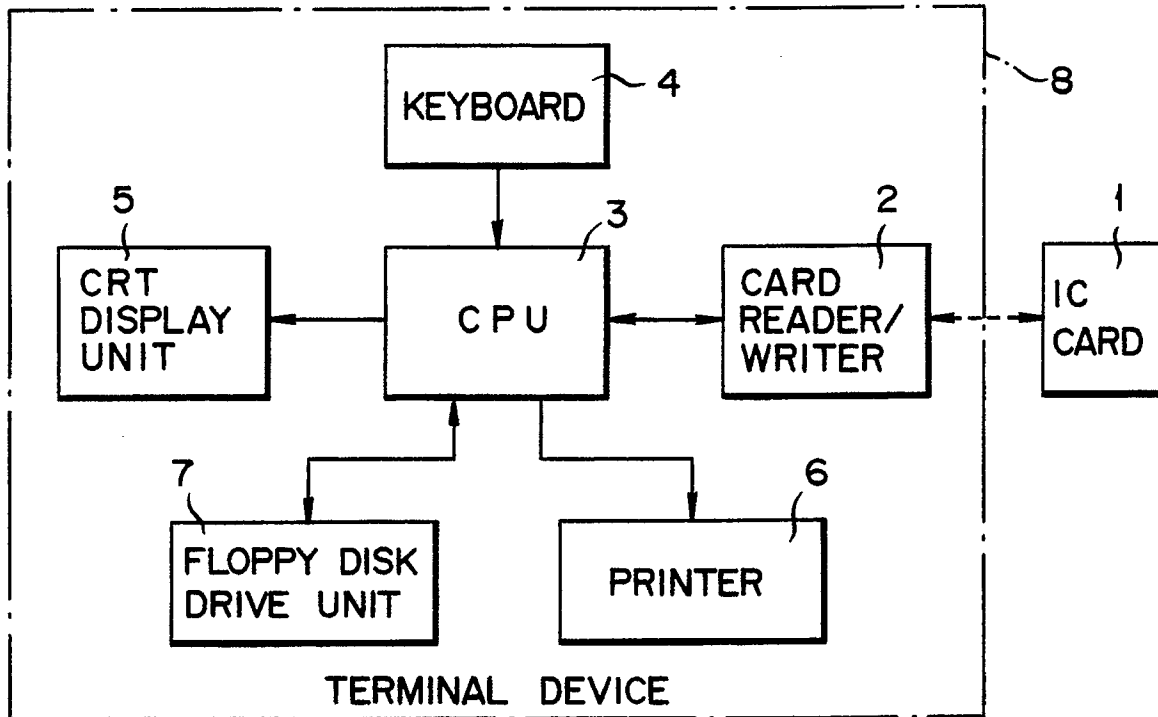 4
KEYBOARD
8
5
CRT
DISPLAY
UNIT
3
CPU
2
CARD
READER/
WRITER
1
IC
CARD
7
FLOPPY DISK
DRIVE UNIT
6
PRINTER
TERMINAL DEVICE